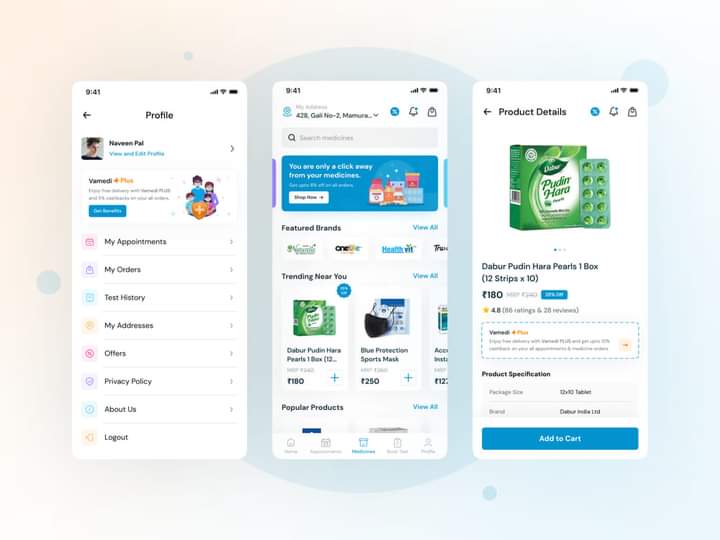 9:41
Profile
Naveen Pal
View and Edit Profile
Vamedi Plus
Enjoy free delivery with Vamedi PLUS
and 5% cashbacks on your all orders.
Get Benefits
My Appointments
My Orders
Test History
My Addresses
Offers
Privacy Policy
About Us
Logout
9:41
My Address
428, Gali No-2, Mamura...
Search medicines
You are only a click away
from your medicines.
Get upto 8% off on all orders.
Shop Now
Featured Brands
View All
Health vit
Trending Near You
View All
25%
Off
Dabur Pudin Hara
Pearls 1 Box (12...
MRP ₹240
₹180
Blue Protection
Sports Mask
MRP ₹260
₹250
Popular Products
View All
Home
Appointments
Medicines
Book Test
Profile
9:41
Product Details
Dabur
Pudin
Hara
Pearls
Dabur Pudin Hara Pearls 1 Box
(12 Strips x 10)
₹180 MRP ₹240 25% Off
4.8 (86 ratings & 28 reviews)
Vamedi Plus
Enjoy free delivery with Vamedi PLUS and get upto 10%
cashback on your all appointments & medicine orders.
Product Specification
Package Size 12x10 Tablet
Brand Dabur India Ltd
Add to Cart